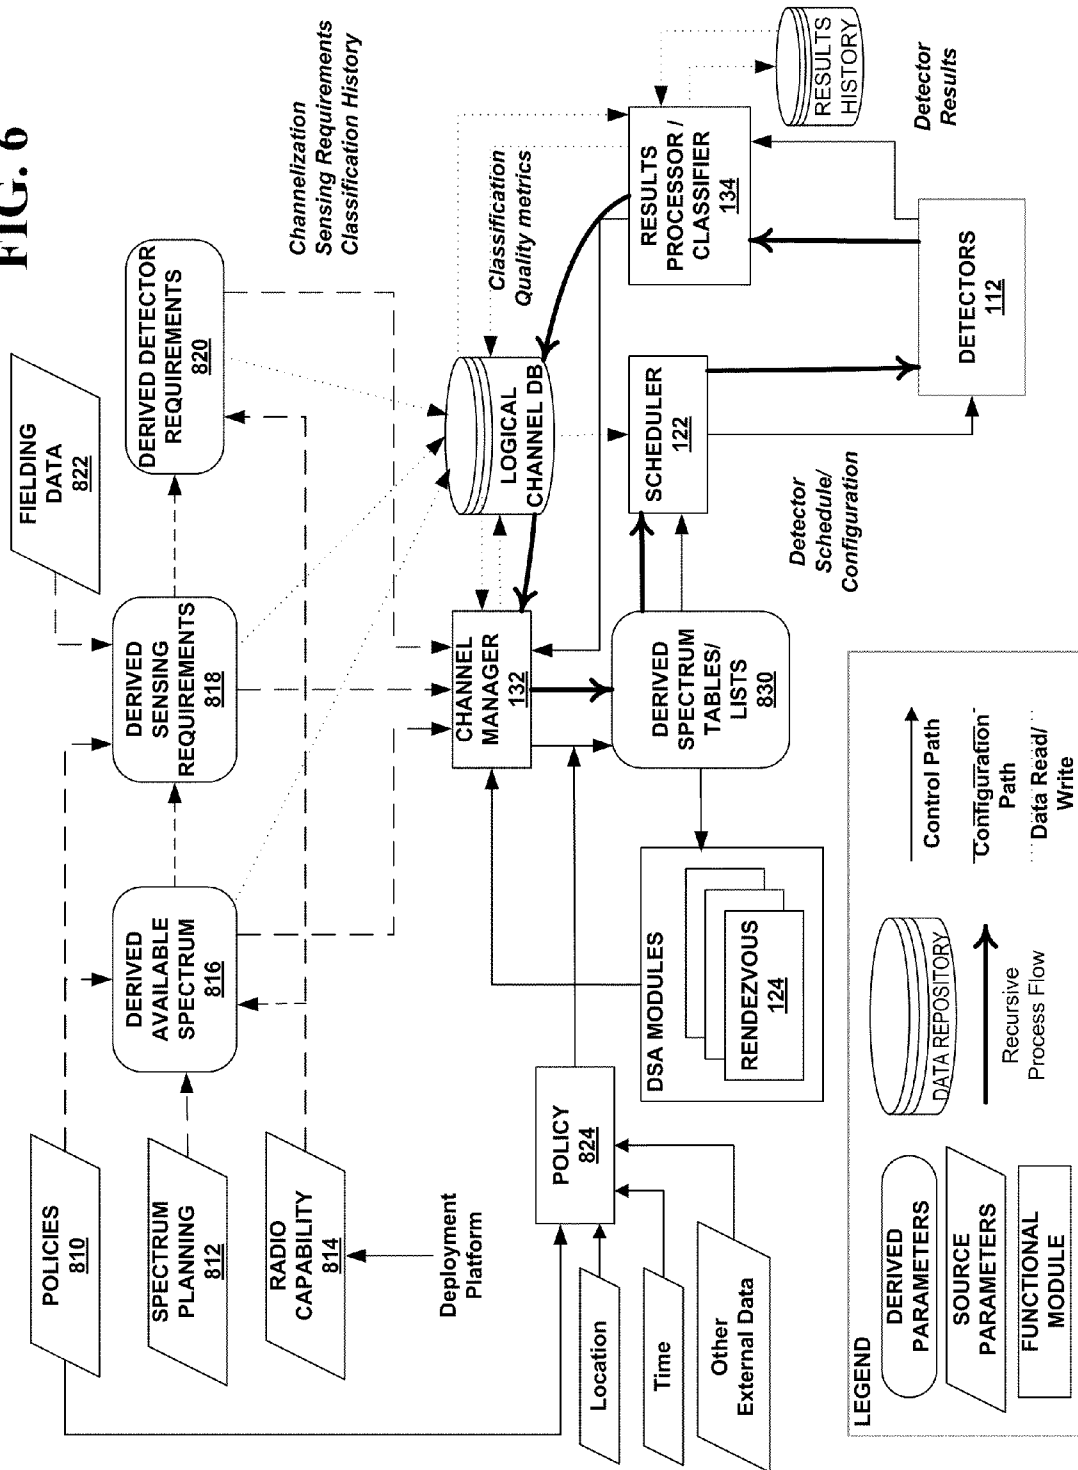 FIG. 6
POLICIES
810
SPECTRUM
PLANNING
812
RADIO
CAPABILITY
814
Deployment
Platform
DERIVED
AVAILABLE
SPECTRUM
816
DERIVED
SENSING
REQUIREMENTS
818
FIELDING
DATA
822
DERIVED DETECTOR
REQUIREMENTS
820
Channelization
Sensing Requirements
Classification History
Location
Time
Other
External Data
POLICY
824
DSA MODULES
RENDEZVOUS
124
CHANNEL
MANAGER
132
DERIVED
SPECTRUM
TABLES/
LISTS
830
LOGICAL
CHANNEL DB
Classification
Quality metrics
SCHEDULER
122
Detector
Schedule/
Configuration
RESULTS
PROCESSOR /
CLASSIFIER
134
RESULTS
HISTORY
Detector
Results
DETECTORS
112
LEGEND
DERIVED
PARAMETERS
SOURCE
PARAMETERS
FUNCTIONAL
MODULE
DATA REPOSITORY
Recursive
Process Flow
Control Path
Configuration
Path
Data Read/
Write